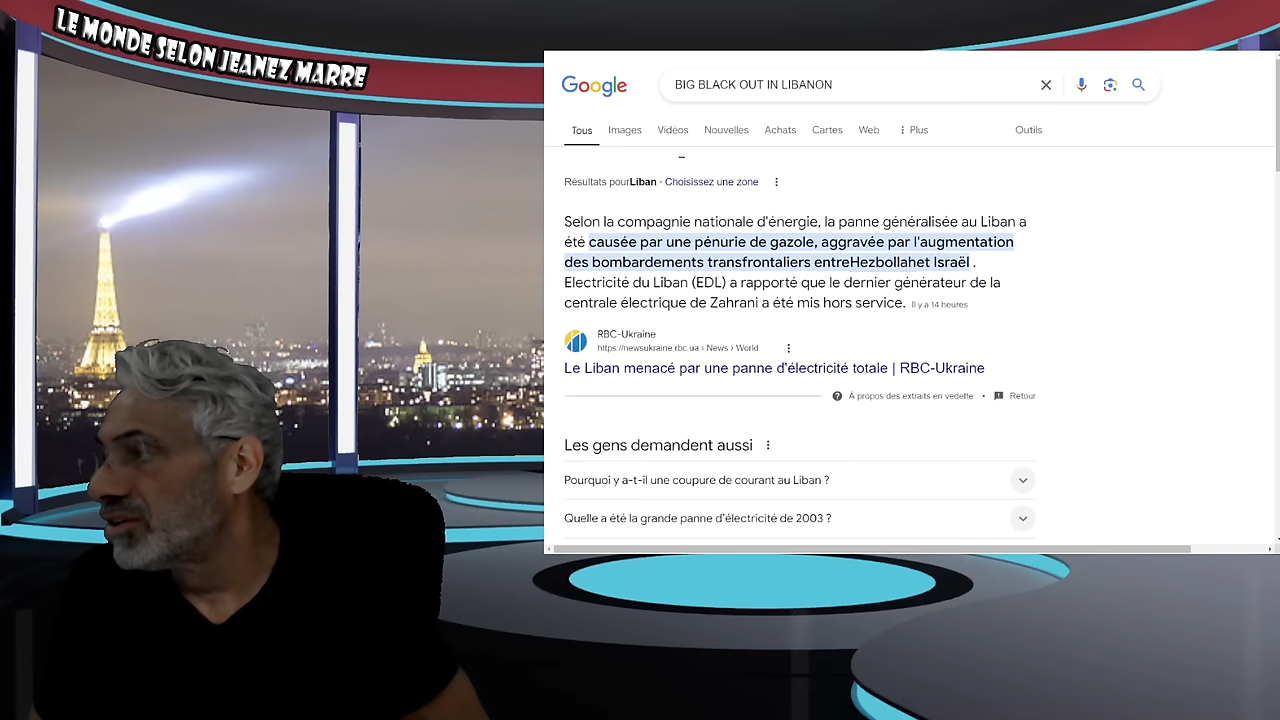 LE MONDE SELON JEANEZ MARRE
Google
BIG BLACK OUT IN LIBANON
Tous Images Vidéos Nouvelles Achats Cartes Web Plus Outils
Résultats pourLiban · Choisissez une zone
Selon la compagnie nationale d'énergie, la panne généralisée au Liban a
été causée par une pénurie de gazole, aggravée par l'augmentation
des bombardements transfrontaliers entreHezbollahet Israël .
Electricité du Liban (EDL) a rapporté que le dernier générateur de la
centrale électrique de Zahrani a été mis hors service. Il y a 14 heures
RBC-Ukraine
https://newsukraine.rbc.ua › News › World
Le Liban menacé par une panne d'électricité totale | RBC-Ukraine
À propos des extraits en vedette • Retour
Les gens demandent aussi
Pourquoi y a-t-il une coupure de courant au Liban ?
Quelle a été la grande panne d'électricité de 2003 ?